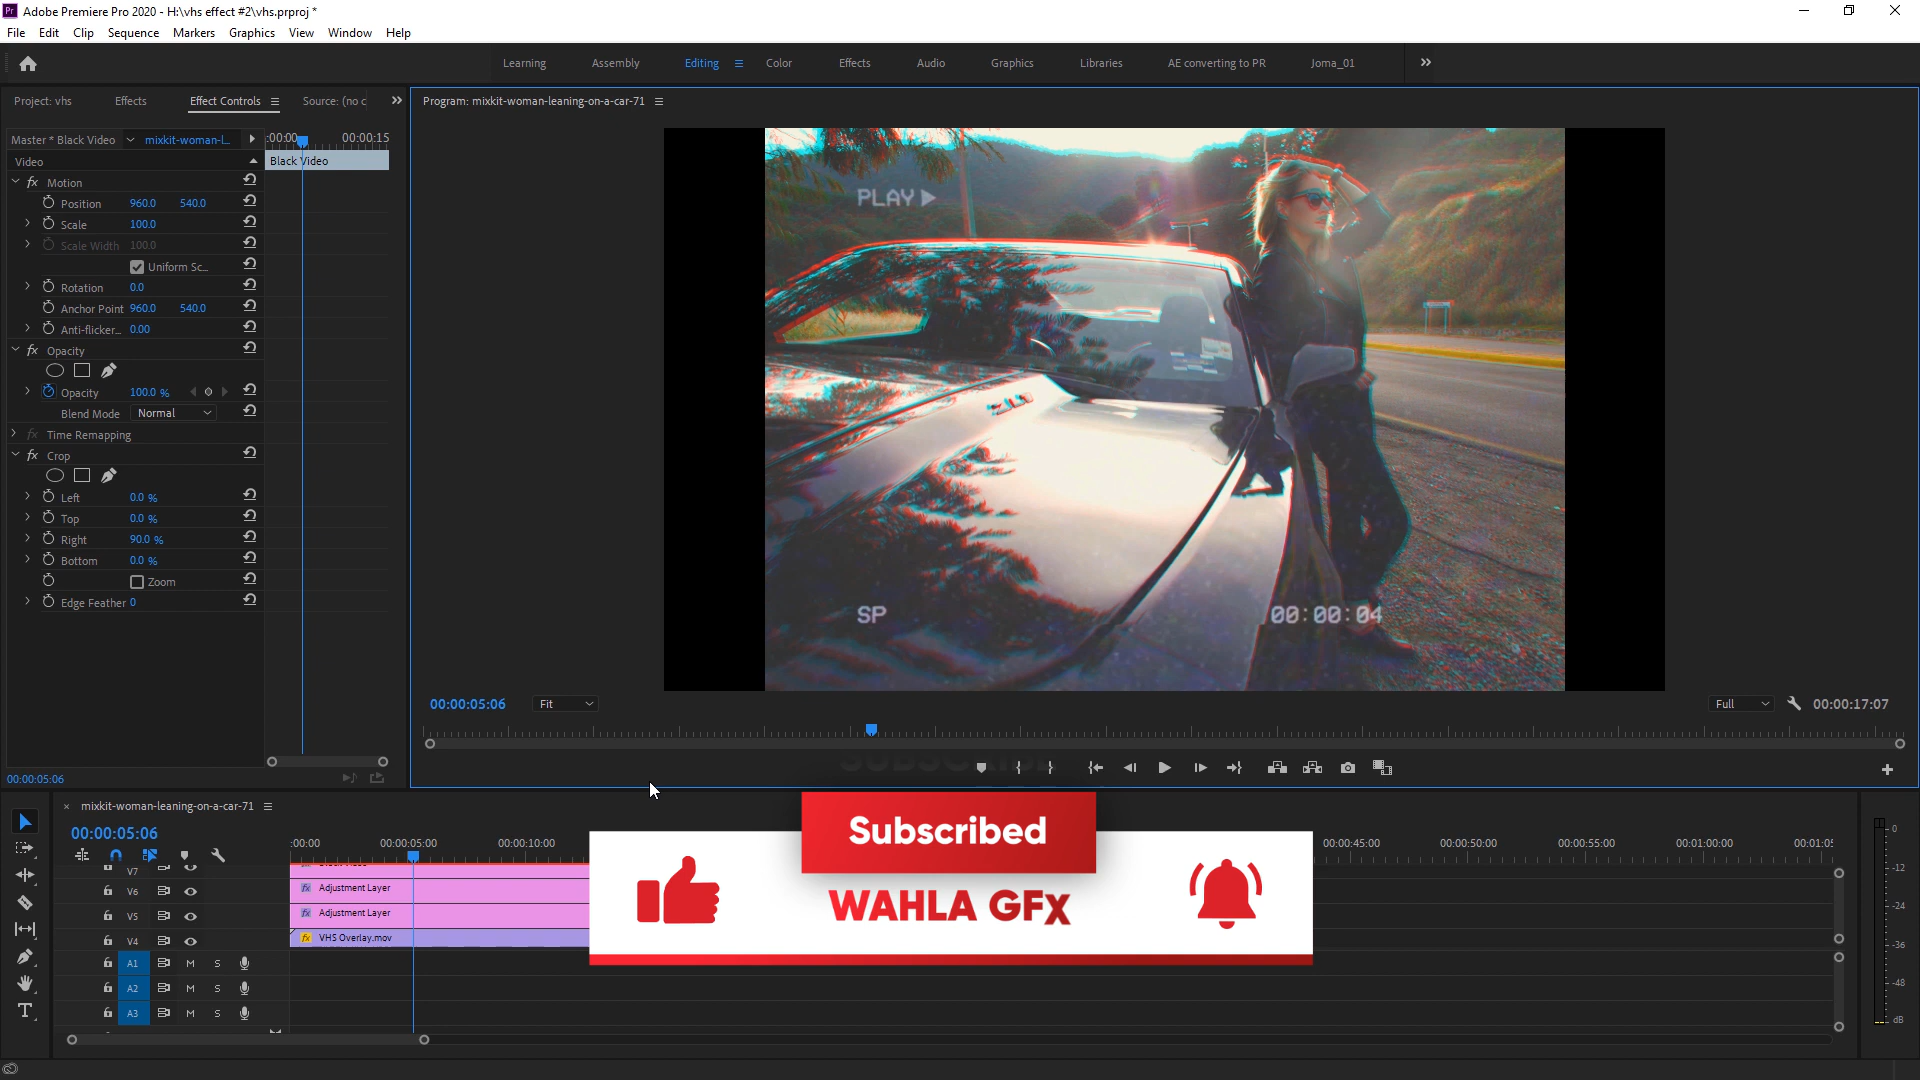 Adobe Premiere Pro 2020 - H:\vhs effect #2\vhs.prproj *
File Edit Clip Sequence Markers Graphics View Window Help
Learning Assembly Editing Color Effects Audio Graphics Libraries AE converting to PR Joma_01
Project: vhs Effects Effect Controls Source: (no c
Program: mixkit-woman-leaning-on-a-car-71
Master * Black Video mixkit-woman-l... :00:00 00:00:15
Video Black Video
fx Motion
Position 960.0 540.0
Scale 100.0
Scale Width 100.0
Uniform Sc...
Rotation 0.0
Anchor Point 960.0 540.0
Anti-flicker... 0.00
fx Opacity
Opacity 100.0 %
Blend Mode Normal
fx Time Remapping
fx Crop
Left 0.0 %
Top 0.0 %
Right 90.0 %
Bottom 0.0 %
Zoom
Edge Feather 0
PLAY
SP 00:00:04
00:00:05:06 Fit Full 00:00:17:07
00:00:05:06
mixkit-woman-leaning-on-a-car-71
00:00:05:06
:00:00 00:00:05:00 00:00:10:00 00:00:45:00 00:00:50:00 00:00:55:00 00:01:00:00 00:01:05
V7
V6 fx Adjustment Layer
V5 fx Adjustment Layer
V4 fx VHS Overlay.mov
A1 M S
A2 M S
A3 M S
Subscribed
WAHLA GFX
0
-12
-24
-36
-48
dB